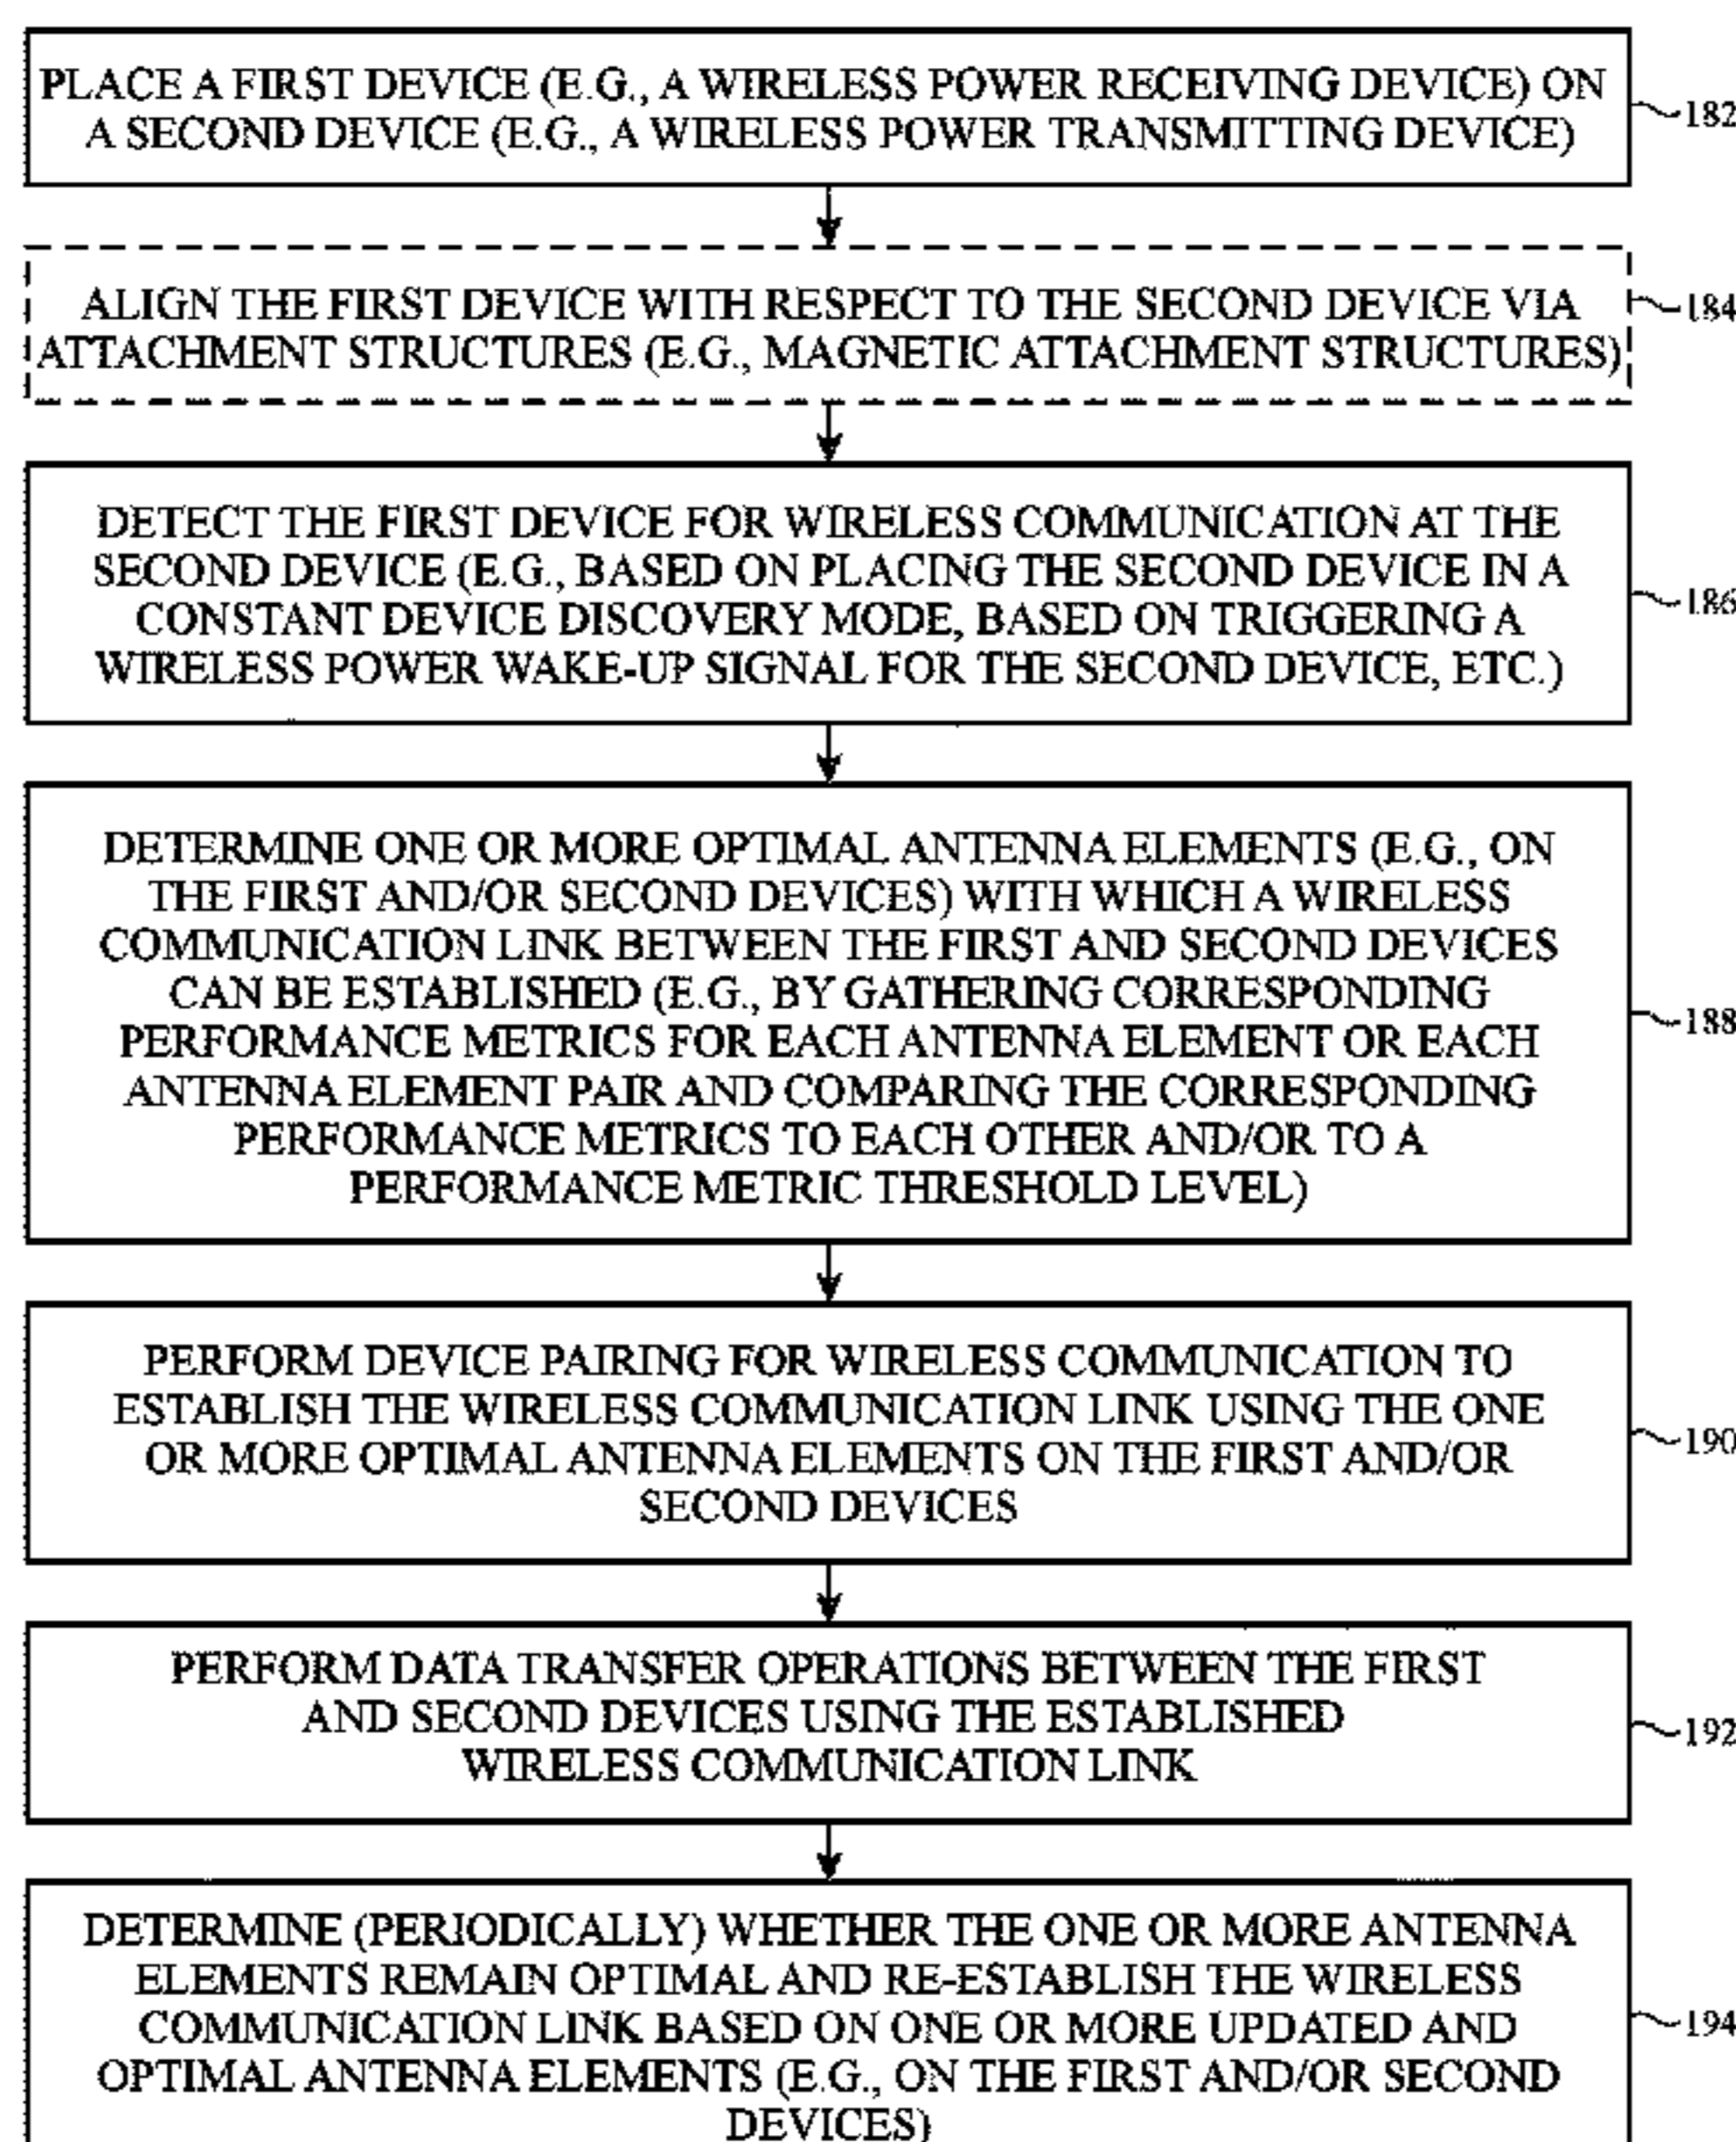 PLACE A FIRST DEVICE (E.G., A WIRELESS POWER RECEIVING DEVICE) ON
A SECOND DEVICE (E.G., A WIRELESS POWER TRANSMITTING DEVICE)
182
ALIGN THE FIRST DEVICE WITH RESPECT TO THE SECOND DEVICE VIA
ATTACHMENT STRUCTURES (E.G., MAGNETIC ATTACHMENT STRUCTURES)
184
DETECT THE FIRST DEVICE FOR WIRELESS COMMUNICATION AT THE
SECOND DEVICE (E.G., BASED ON PLACING THE SECOND DEVICE IN A
CONSTANT DEVICE DISCOVERY MODE, BASED ON TRIGGERING A
WIRELESS POWER WAKE-UP SIGNAL FOR THE SECOND DEVICE, ETC.)
186
DETERMINE ONE OR MORE OPTIMAL ANTENNA ELEMENTS (E.G., ON
THE FIRST AND/OR SECOND DEVICES) WITH WHICH A WIRELESS
COMMUNICATION LINK BETWEEN THE FIRST AND SECOND DEVICES
CAN BE ESTABLISHED (E.G., BY GATHERING CORRESPONDING
PERFORMANCE METRICS FOR EACH ANTENNA ELEMENT OR EACH
ANTENNA ELEMENT PAIR AND COMPARING THE CORRESPONDING
PERFORMANCE METRICS TO EACH OTHER AND/OR TO A
PERFORMANCE METRIC THRESHOLD LEVEL)
188
PERFORM DEVICE PAIRING FOR WIRELESS COMMUNICATION TO
ESTABLISH THE WIRELESS COMMUNICATION LINK USING THE ONE
OR MORE OPTIMAL ANTENNA ELEMENTS ON THE FIRST AND/OR
SECOND DEVICES
190
PERFORM DATA TRANSFER OPERATIONS BETWEEN THE FIRST
AND SECOND DEVICES USING THE ESTABLISHED
WIRELESS COMMUNICATION LINK
192
DETERMINE (PERIODICALLY) WHETHER THE ONE OR MORE ANTENNA
ELEMENTS REMAIN OPTIMAL AND RE-ESTABLISH THE WIRELESS
COMMUNICATION LINK BASED ON ONE OR MORE UPDATED AND
OPTIMAL ANTENNA ELEMENTS (E.G., ON THE FIRST AND/OR SECOND
DEVICES)
194